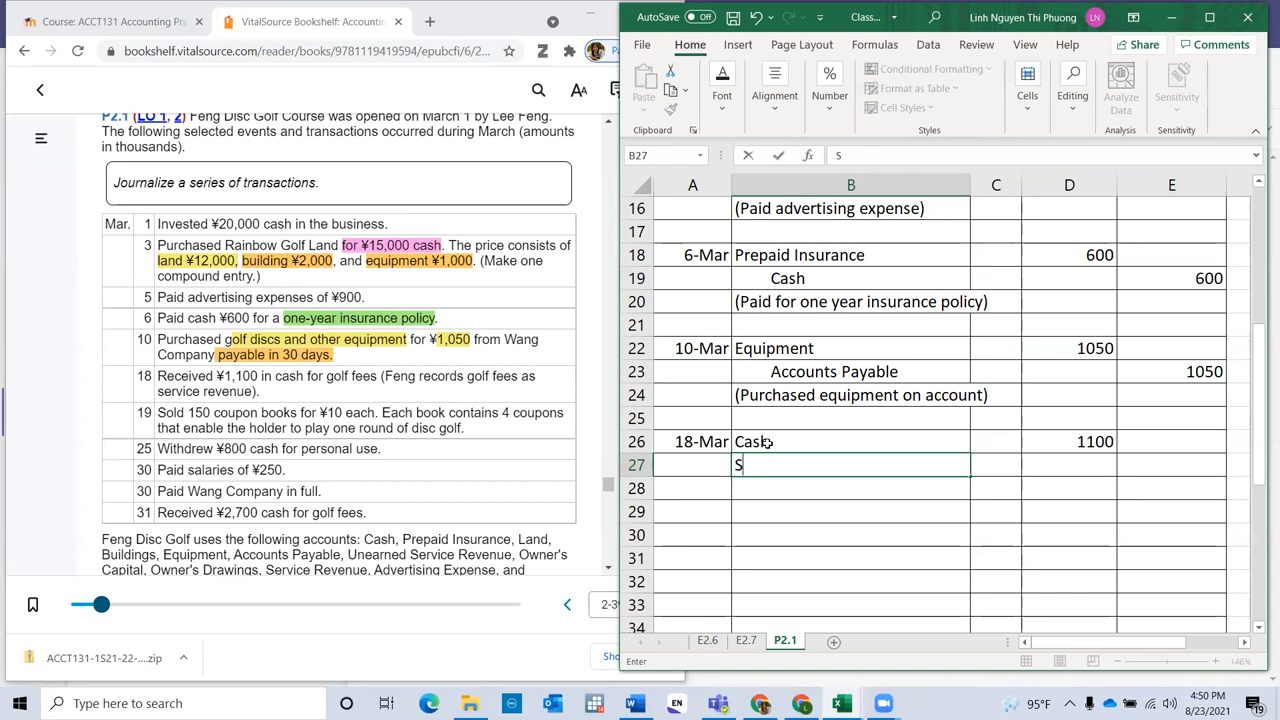 Course: ACCT131 Accounting Pri
VitalSource Bookshelf: Accountin
bookshelf.vitalsource.com/reader/books/9781119419594/epubcfi/6/2...
P2.1 (LO 1, 2) Feng Disc Golf Course was opened on March 1 by Lee Feng.
The following selected events and transactions occurred during March (amounts
in thousands).
Journalize a series of transactions.
Mar. 1 Invested ¥20,000 cash in the business.
3 Purchased Rainbow Golf Land for ¥15,000 cash. The price consists of
land ¥12,000, building ¥2,000, and equipment ¥1,000. (Make one
compound entry.)
5 Paid advertising expenses of ¥900.
6 Paid cash ¥600 for a one-year insurance policy.
10 Purchased golf discs and other equipment for ¥1,050 from Wang
Company payable in 30 days.
18 Received ¥1,100 in cash for golf fees (Feng records golf fees as
service revenue).
19 Sold 150 coupon books for ¥10 each. Each book contains 4 coupons
that enable the holder to play one round of disc golf.
25 Withdrew ¥800 cash for personal use.
30 Paid salaries of ¥250.
30 Paid Wang Company in full.
31 Received ¥2,700 cash for golf fees.
Feng Disc Golf uses the following accounts: Cash, Prepaid Insurance, Land,
Buildings, Equipment, Accounts Payable, Unearned Service Revenue, Owner's
Capital, Owner's Drawings, Service Revenue, Advertising Expense, and
2-39
ACCT131-1S21-22-....zip
Sho
AutoSave Off Class... Linh Nguyen Thi Phuong LN
File Home Insert Page Layout Formulas Data Review View Help Share Comments
Paste Font Alignment Number Conditional Formatting Format as Table Cell Styles Cells Editing Analyze Data Sensitivity
Clipboard Styles Analysis Sensitivity
B27 fx S
A B C D E
16 (Paid advertising expense)
17
18 6-Mar Prepaid Insurance 600
19 Cash 600
20 (Paid for one year insurance policy)
21
22 10-Mar Equipment 1050
23 Accounts Payable 1050
24 (Purchased equipment on account)
25
26 18-Mar Cash 1100
27 S
28
29
30
31
32
33
34
E2.6 E2.7 P2.1
Enter 146%
Type here to search EN 95°F 4:50 PM
8/23/2021 19